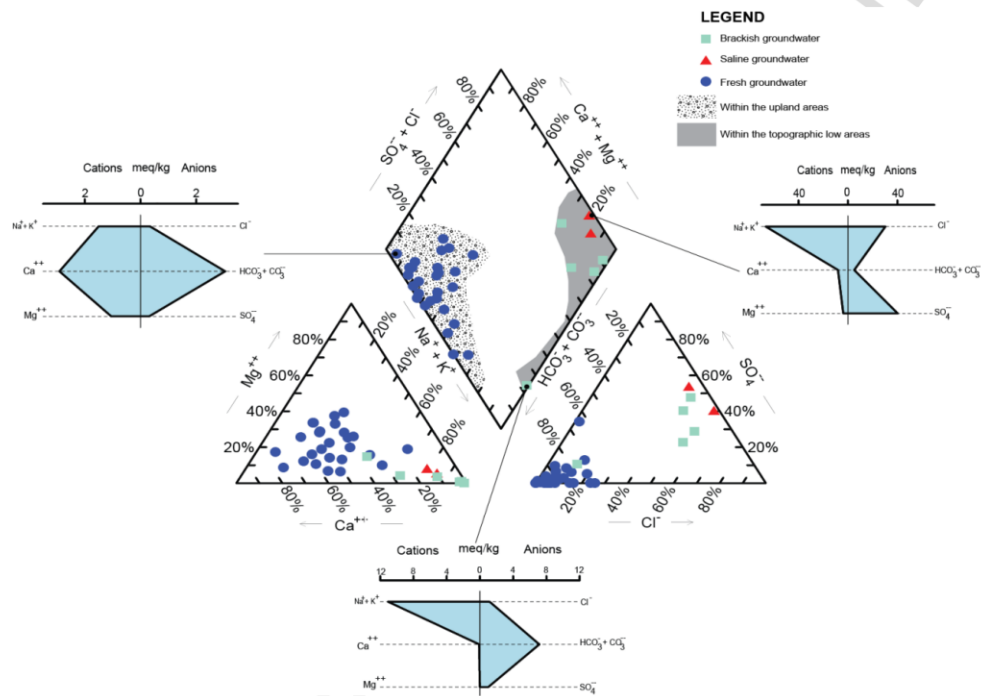 LEGEND
Brackish groundwater
Saline groundwater
Fresh groundwater
Within the upland areas
Within the topographic low areas
80%
60%
40%
20%
SO₄⁻⁻ + Cl⁻
80%
60%
40%
20%
Ca⁺⁺ + Mg⁺⁺
Cations meq/kg Anions
2 0 2
Na⁺+ K⁺ Cl⁻
Ca⁺⁺ HCO₃⁻ + CO₃⁻⁻
Mg⁺⁺ SO₄⁻⁻
Cations meq/kg Anions
40 0 40
Na⁺+ K⁺ Cl⁻
Ca⁺⁺ HCO₃⁻ + CO₃⁻⁻
Mg⁺⁺ SO₄⁻⁻
Mg⁺⁺
80%
60%
40%
20%
Na⁺ + K⁺
20%
40%
60%
80%
80% 60% 40% 20%
Ca⁺⁺
HCO₃⁻ + CO₃⁻
20%
40%
60%
80%
SO₄⁻⁻
80%
60%
40%
20%
20% 40% 60% 80%
Cl⁻
Cations meq/kg Anions
12 8 4 0 4 8 12
Na⁺+ K⁺ Cl⁻
Ca⁺⁺ HCO₃⁻ + CO₃⁻⁻
Mg⁺⁺ SO₄⁻⁻